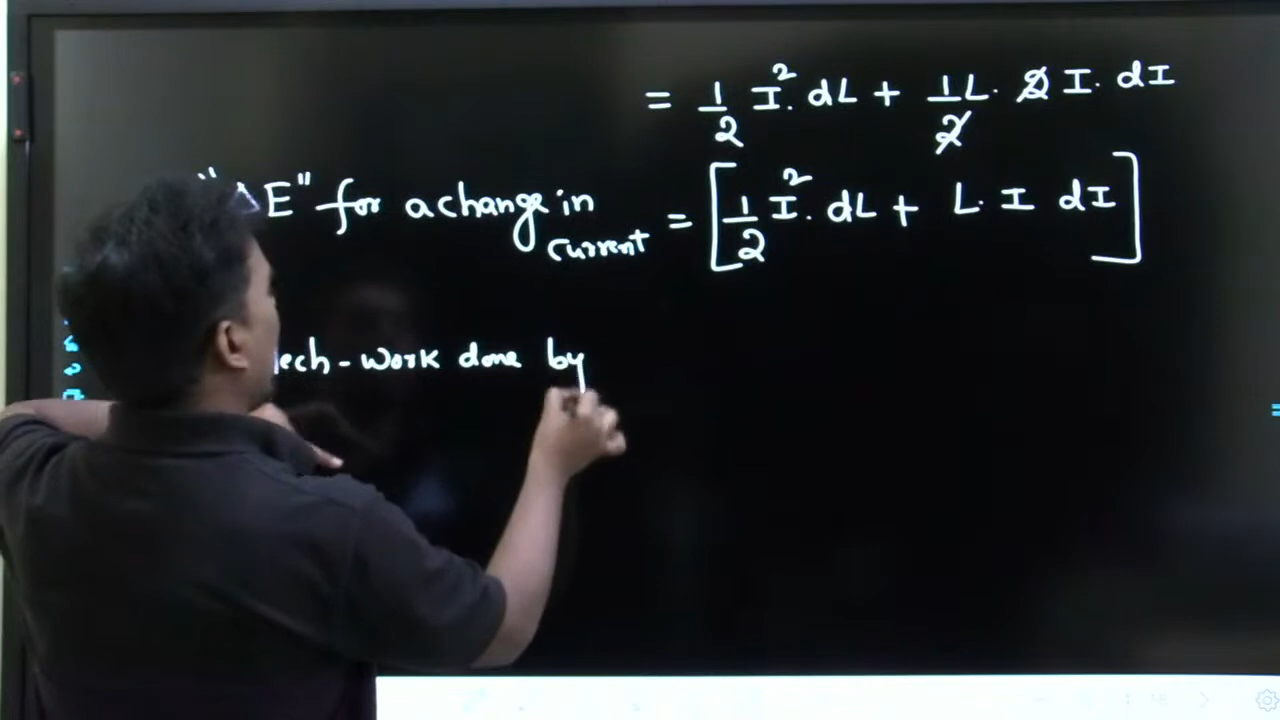 = 1/2 I². dL + 1/2 L. 2 I. dI
"ΔE" for a change in current = [1/2 I². dL + L. I dI]
ech - work done by